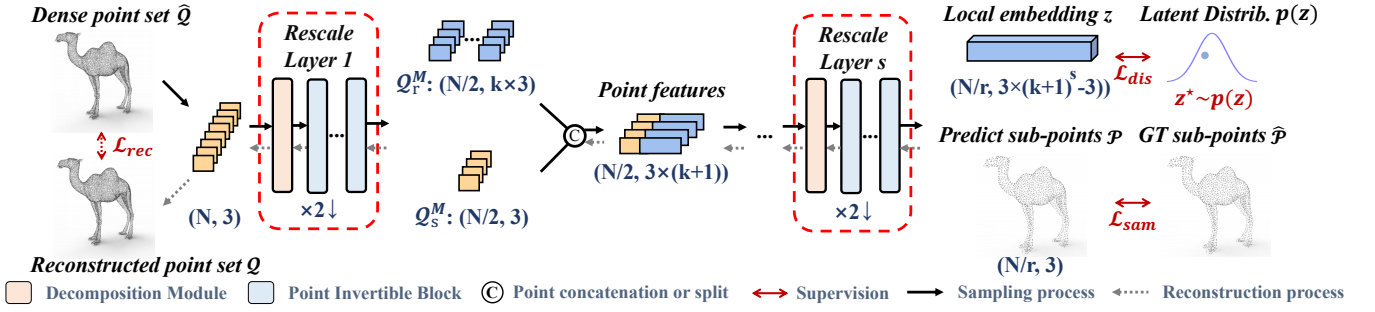 Dense point set Q̂
Rescale
Layer 1
Q_r^M: (N/2, k×3)
Q_s^M: (N/2, 3)
Point features
(N/2, 3×(k+1))
Rescale
Layer s
Local embedding z
(N/r, 3×(k+1)^s-3))
Latent Distrib. p(z)
ℒ_dis
z*~p(z)
ℒ_rec
(N, 3)
×2↓
C
...
...
...
...
×2↓
Predict sub-points 𝒫
GT sub-points 𝒫̂
ℒ_sam
(N/r, 3)
Reconstructed point set Q
Decomposition Module
Point Invertible Block
C Point concatenation or split
Supervision
Sampling process
Reconstruction process